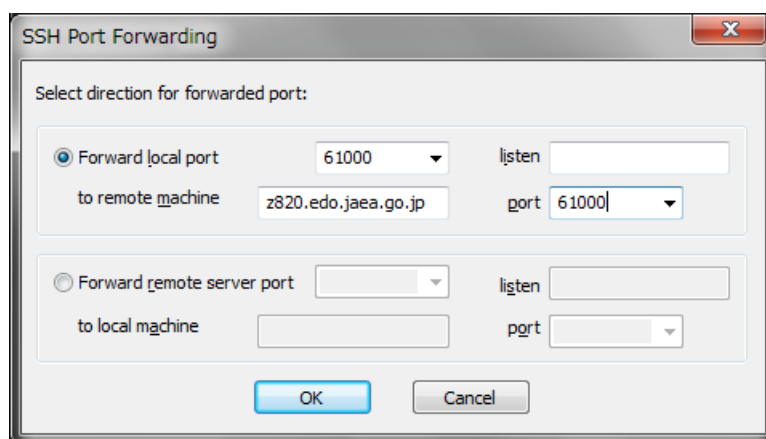 SSH Port Forwarding
Select direction for forwarded port:
Forward local port 61000 listen
to remote machine z820.edo.jaea.go.jp port 61000
Forward remote server port listen
to local machine port
OK Cancel